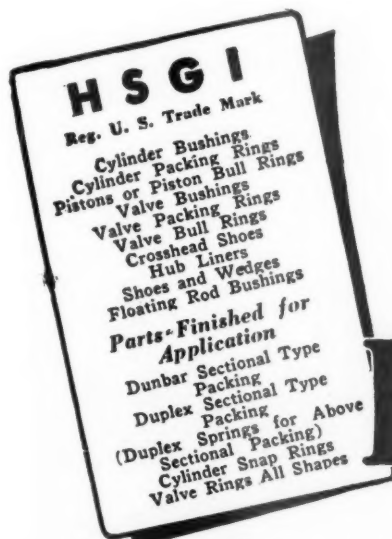 HSGI
Reg. U. S. Trade Mark
Cylinder Bushings
Cylinder Packing Rings
Pistons or Piston Bull Rings
Valve Bushings
Valve Packing Rings
Valve Bull Rings
Crosshead Shoes
Hub Liners
Shoes and Wedges
Floating Rod Bushings
Parts-Finished for
Application
Dunbar Sectional Type
Packing
Duplex Sectional Type
Packing
(Duplex Springs for Above
Sectional Packing)
Cylinder Snap Rings
Valve Rings All Shapes